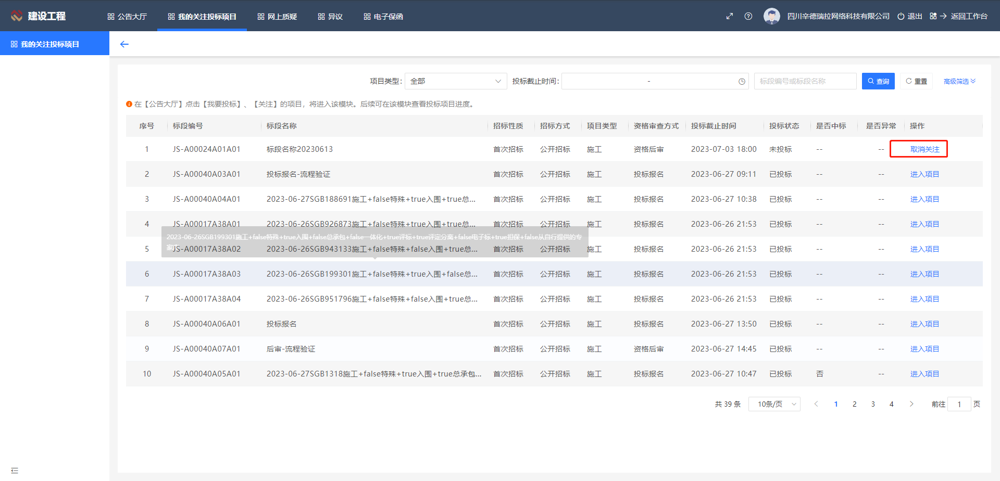 建设工程 公告大厅 我的关注投标项目 网上质疑 异议 电子保函 四川辛德瑞拉网络科技有限公司 退出 返回工作台
我的关注投标项目
项目类型： 全部 投标截止时间： - 标段编号或标段名称 查询 重置 高级筛选
在【公告大厅】点击【我要投标】、【关注】的项目，将进入该模块。后续可在该模块查看投标项目进度。
序号 标段编号 标段名称 招标性质 招标方式 项目类型 资格审查方式 投标截止时间 投标状态 是否中标 是否异常 操作
1 JS-A00024A01A01 标段名称20230613 首次招标 公开招标 施工 资格后审 2023-07-03 18:00 未投标 -- -- 取消关注
2 JS-A00040A03A01 投标报名-流程验证 首次招标 公开招标 施工 投标报名 2023-06-27 09:11 已投标 -- -- 进入项目
3 JS-A00040A04A01 2023-06-27SGB188691施工+false特殊+true入围+true总... 首次招标 公开招标 施工 投标报名 2023-06-27 10:38 已投标 -- -- 进入项目
4 JS-A00017A38A01 2023-06-26SGB926873施工+false特殊+true入围+true总... 首次招标 公开招标 施工 投标报名 2023-06-26 21:53 已投标 -- -- 进入项目
2023-06-26SGB199301施工+false特殊+true入围+false总承包+false一体化+true评标+true评定分离+false电子标+true担保+false从自行提供的专
家
5 JS-A00017A38A02 2023-06-26SGB943133施工+false特殊+false入围+true总... 首次招标 公开招标 施工 投标报名 2023-06-26 21:53 已投标 -- -- 进入项目
6 JS-A00017A38A03 2023-06-26SGB199301施工+false特殊+true入围+false总... 首次招标 公开招标 施工 投标报名 2023-06-26 21:53 已投标 -- -- 进入项目
7 JS-A00017A38A04 2023-06-26SGB951796施工+false特殊+false入围+true总... 首次招标 公开招标 施工 投标报名 2023-06-26 21:53 已投标 -- -- 进入项目
8 JS-A00040A06A01 投标报名 首次招标 公开招标 施工 投标报名 2023-06-27 13:50 已投标 -- -- 进入项目
9 JS-A00040A07A01 后审-流程验证 首次招标 公开招标 施工 资格后审 2023-06-27 14:45 已投标 -- -- 进入项目
10 JS-A00040A05A01 2023-06-27SGB1318施工+false特殊+true入围+true总承包... 首次招标 公开招标 施工 投标报名 2023-06-27 10:47 已投标 否 -- 进入项目
共 39 条 10条/页 1 2 3 4 前往 1 页